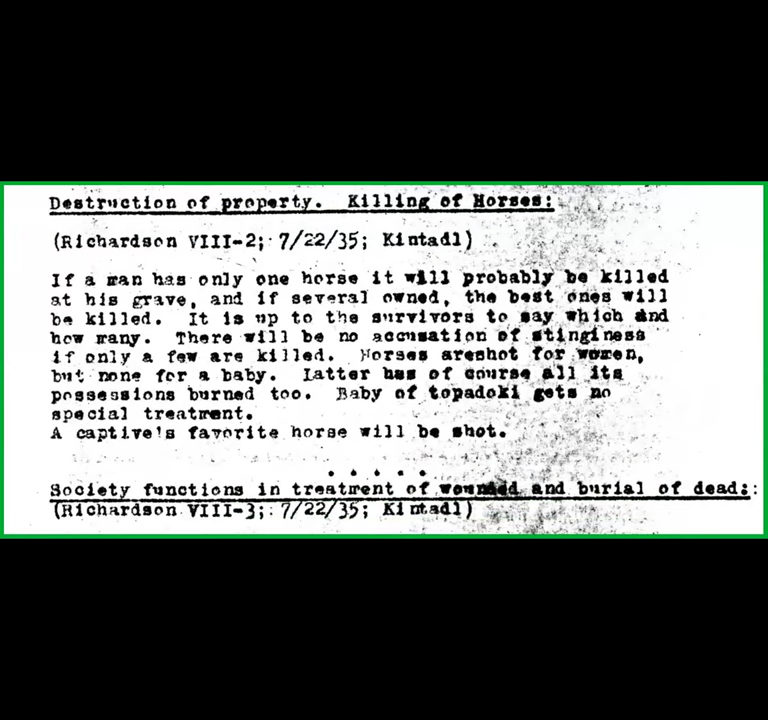 Destruction of property. Killing of Horses:
(Richardson VIII-2; 7/22/35; Kintadl)
If a man has only one horse it will probably be killed
at his grave, and if several owned, the best ones will
be killed. It is up to the survivors to say which and
how many. There will be no accusation of stinginess
if only a few are killed. Horses areshot for women,
but none for a baby. Latter has of course all its
possessions burned too. Baby of topadoki gets no
special treatment.
A captive's favorite horse will be shot.
. . . . .
Society functions in treatment of wounded and burial of dead::
(Richardson VIII-3; 7/22/35; Kintadl)